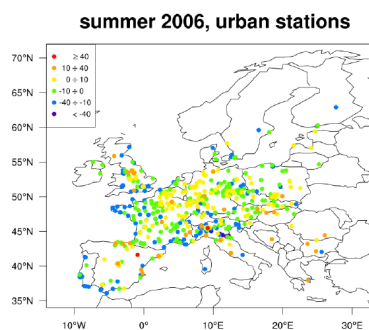 summer 2006, urban stations
70°N
≥ 40
10 ÷ 40
0 ÷ 10
-10 ÷ 0
-40 ÷ -10
< -40
65°N
60°N
55°N
50°N
45°N
40°N
35°N
10°W 0° 10°E 20°E 30°E